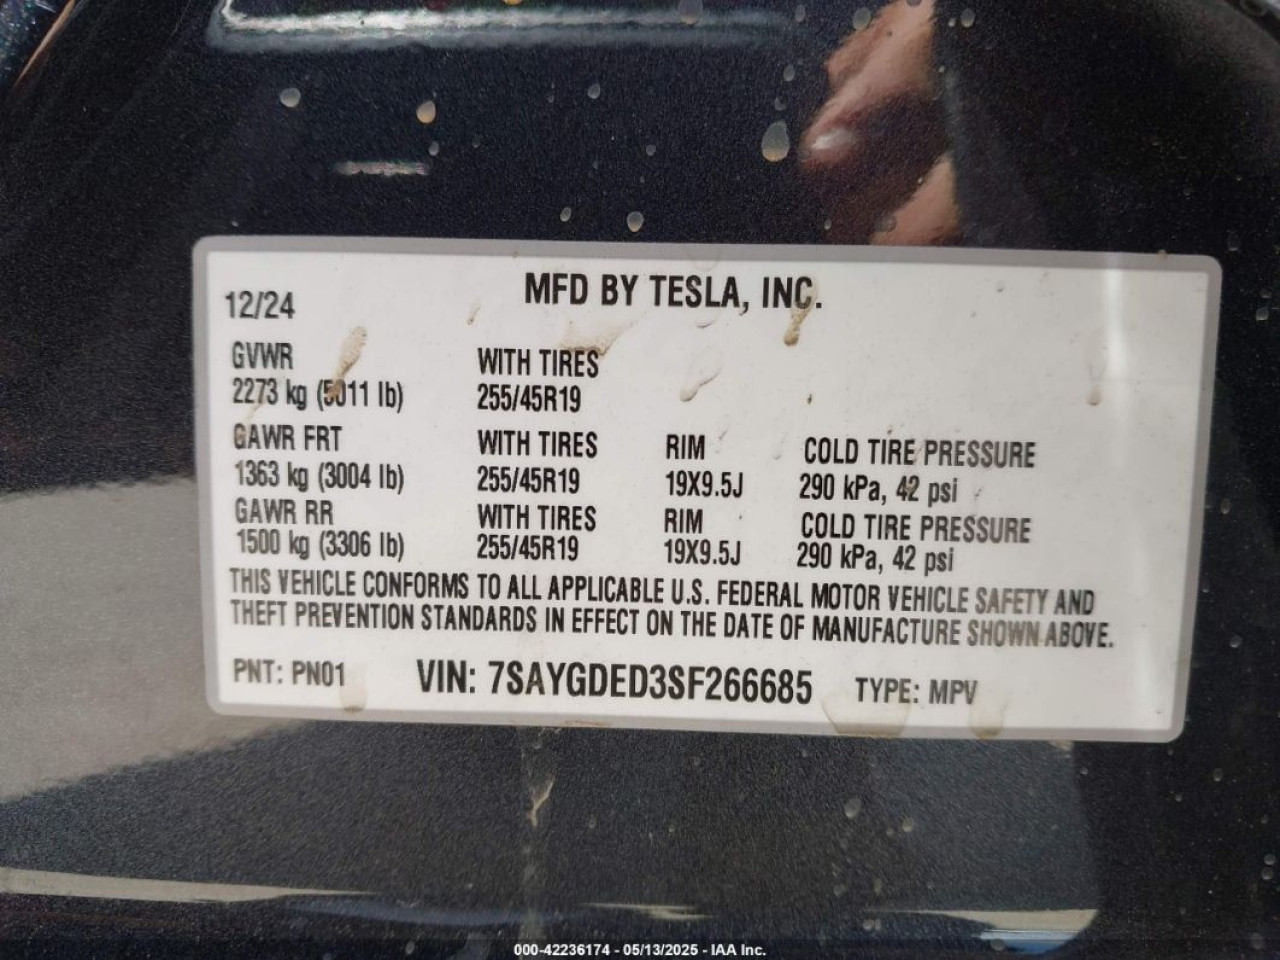 MFD BY TESLA, INC.
12/24
GVWR WITH TIRES
2273 kg (5011 lb) 255/45R19
GAWR FRT WITH TIRES RIM COLD TIRE PRESSURE
1363 kg (3004 lb) 255/45R19 19X9.5J 290 kPa, 42 psi
GAWR RR WITH TIRES RIM COLD TIRE PRESSURE
1500 kg (3306 lb) 255/45R19 19X9.5J 290 kPa, 42 psi
THIS VEHICLE CONFORMS TO ALL APPLICABLE U.S. FEDERAL MOTOR VEHICLE SAFETY AND
THEFT PREVENTION STANDARDS IN EFFECT ON THE DATE OF MANUFACTURE SHOWN ABOVE.
PNT: PN01 VIN: 7SAYGDED3SF266685 TYPE: MPV
000-42236174 - 05/13/2025 - IAA Inc.